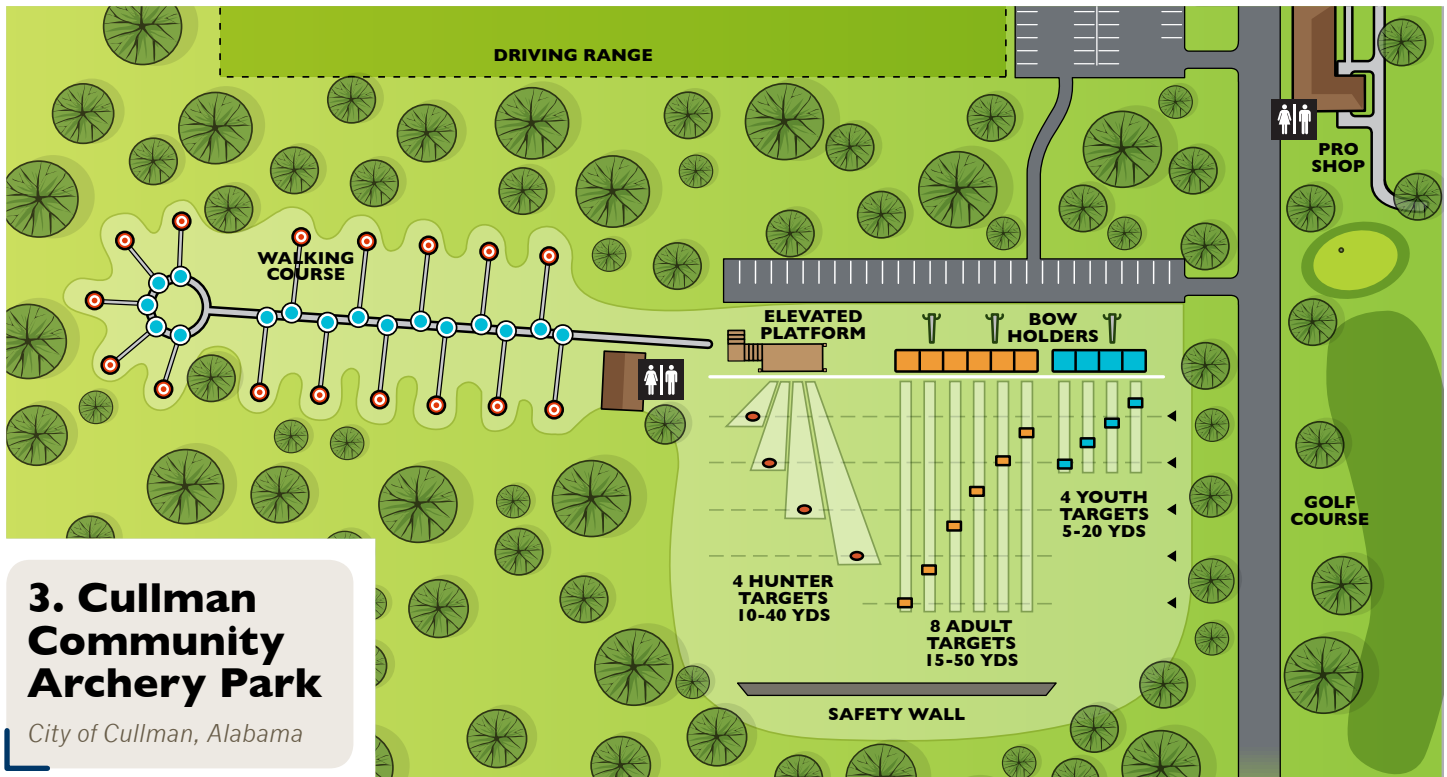 DRIVING RANGE
PRO
SHOP
WALKING
COURSE
ELEVATED
PLATFORM
BOW
HOLDERS
4 YOUTH
TARGETS
5-20 YDS
GOLF
COURSE
4 HUNTER
TARGETS
10-40 YDS
8 ADULT
TARGETS
15-50 YDS
SAFETY WALL
3. Cullman
Community
Archery Park
City of Cullman, Alabama